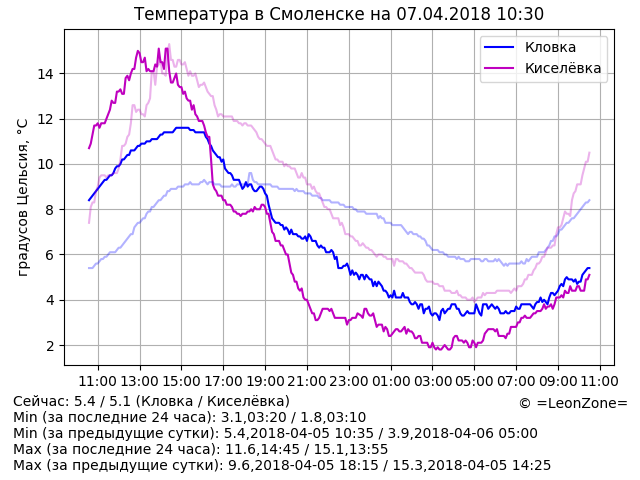 Температура в Смоленске на 07.04.2018 10:30
Кловка
Киселёвка
градусов Цельсия, °C
14
12
10
8
6
4
2
11:00 13:00 15:00 17:00 19:00 21:00 23:00 01:00 03:00 05:00 07:00 09:00 11:00
Сейчас: 5.4 / 5.1 (Кловка / Киселёвка)
© =LeonZone=
Min (за последние 24 часа): 3.1,03:20 / 1.8,03:10
Min (за предыдущие сутки): 5.4,2018-04-05 10:35 / 3.9,2018-04-06 05:00
Max (за последние 24 часа): 11.6,14:45 / 15.1,13:55
Max (за предыдущие сутки): 9.6,2018-04-05 18:15 / 15.3,2018-04-05 14:25